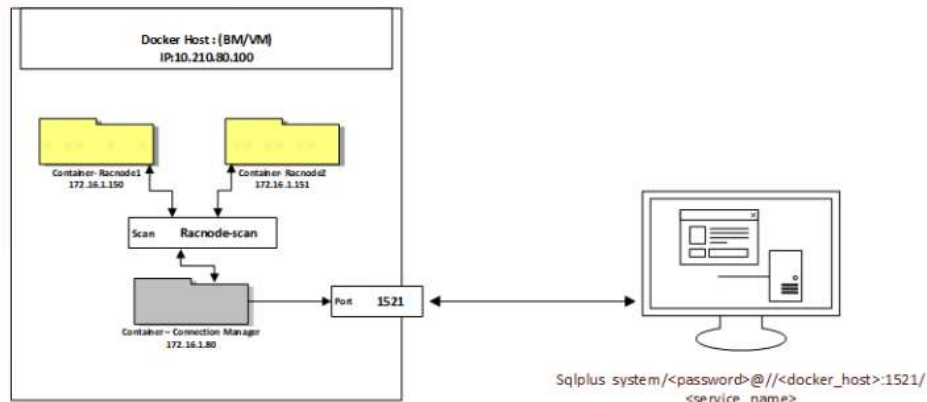 Docker Host : (BM/VM)
IP:10.210.80.100
Container- Racnode1
172.16.1.150
Container- Racnode2
172.16.1.151
Scan Racnode-scan
Port 1521
Container – Connection Manager
172.16.1.80
Sqlplus system/<password>@//<docker_host>:1521/
<service_name>